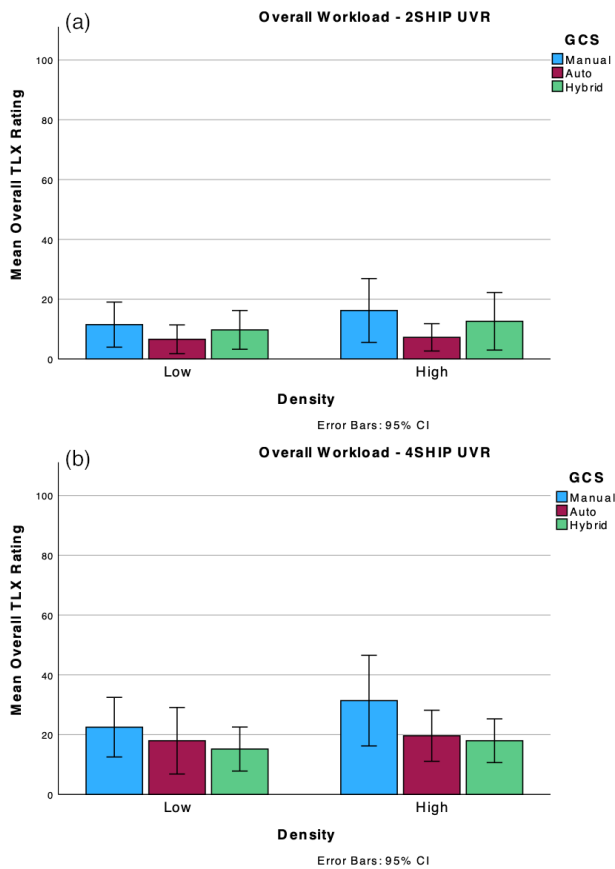 (a)
Overall Workload - 2SHIP UVR
GCS
Manual
Auto
Hybrid
Mean Overall TLX Rating
100
80
60
40
20
0
Low
High
Density
Error Bars: 95% CI
(b)
Overall Workload - 4SHIP UVR
GCS
Manual
Auto
Hybrid
Mean Overall TLX Rating
100
80
60
40
20
0
Low
High
Density
Error Bars: 95% CI